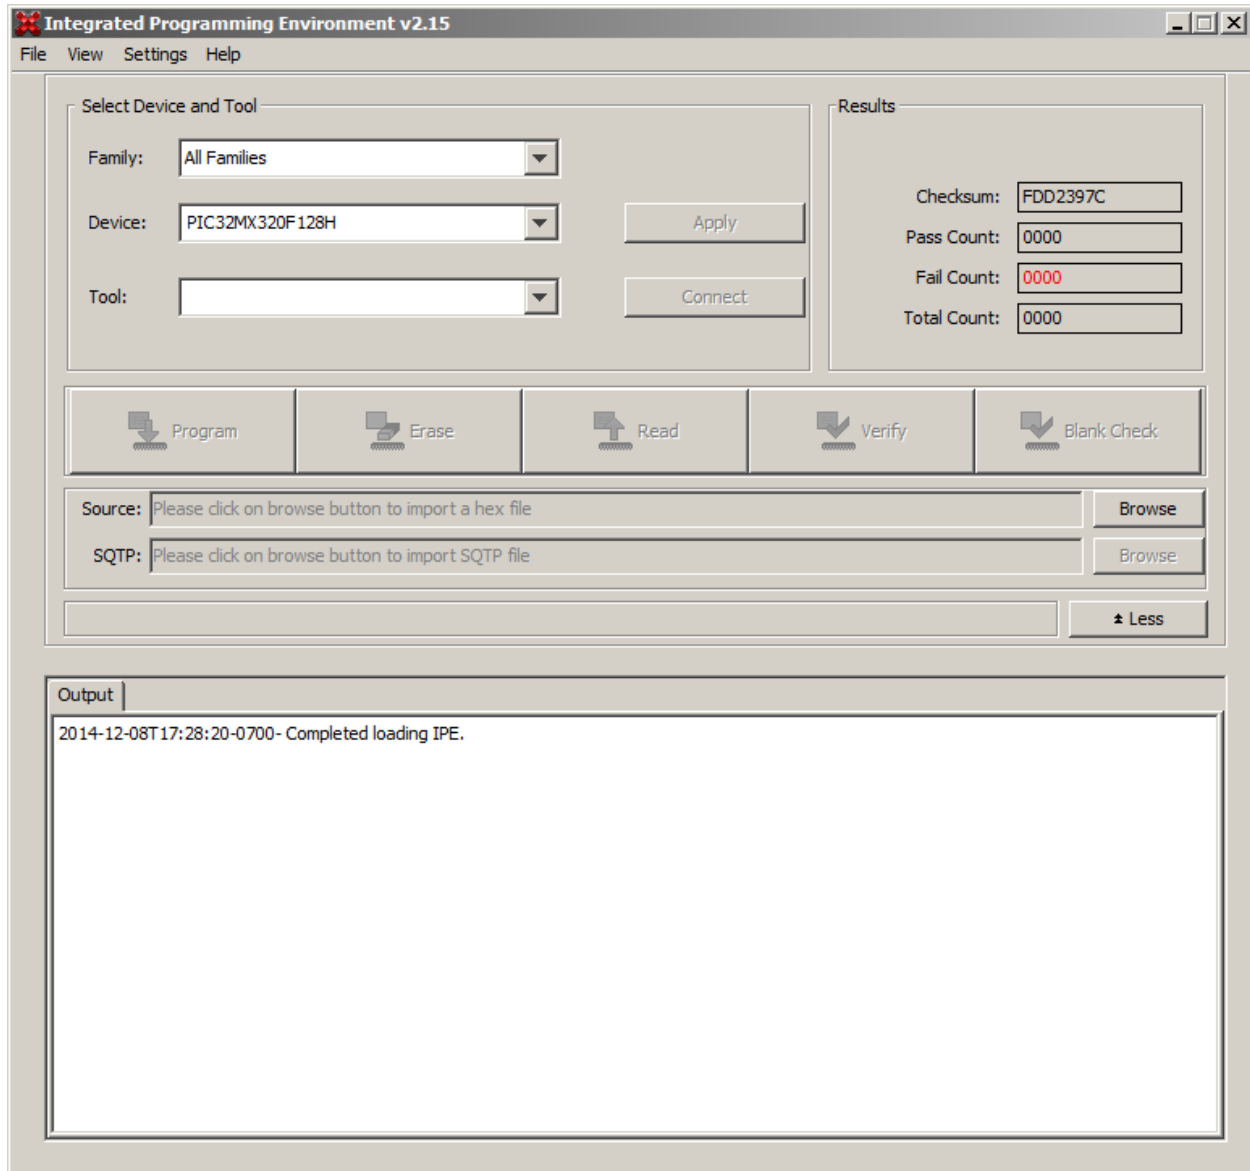 Integrated Programming Environment v2.15
File View Settings Help
Select Device and Tool
Family: All Families
Device: PIC32MX320F128H Apply
Tool: Connect
Results
Checksum: FDD2397C
Pass Count: 0000
Fail Count: 0000
Total Count: 0000
Program Erase Read Verify Blank Check
Source: Please click on browse button to import a hex file Browse
SQTP: Please click on browse button to import SQTP file Browse
Less
Output
2014-12-08T17:28:20-0700- Completed loading IPE.